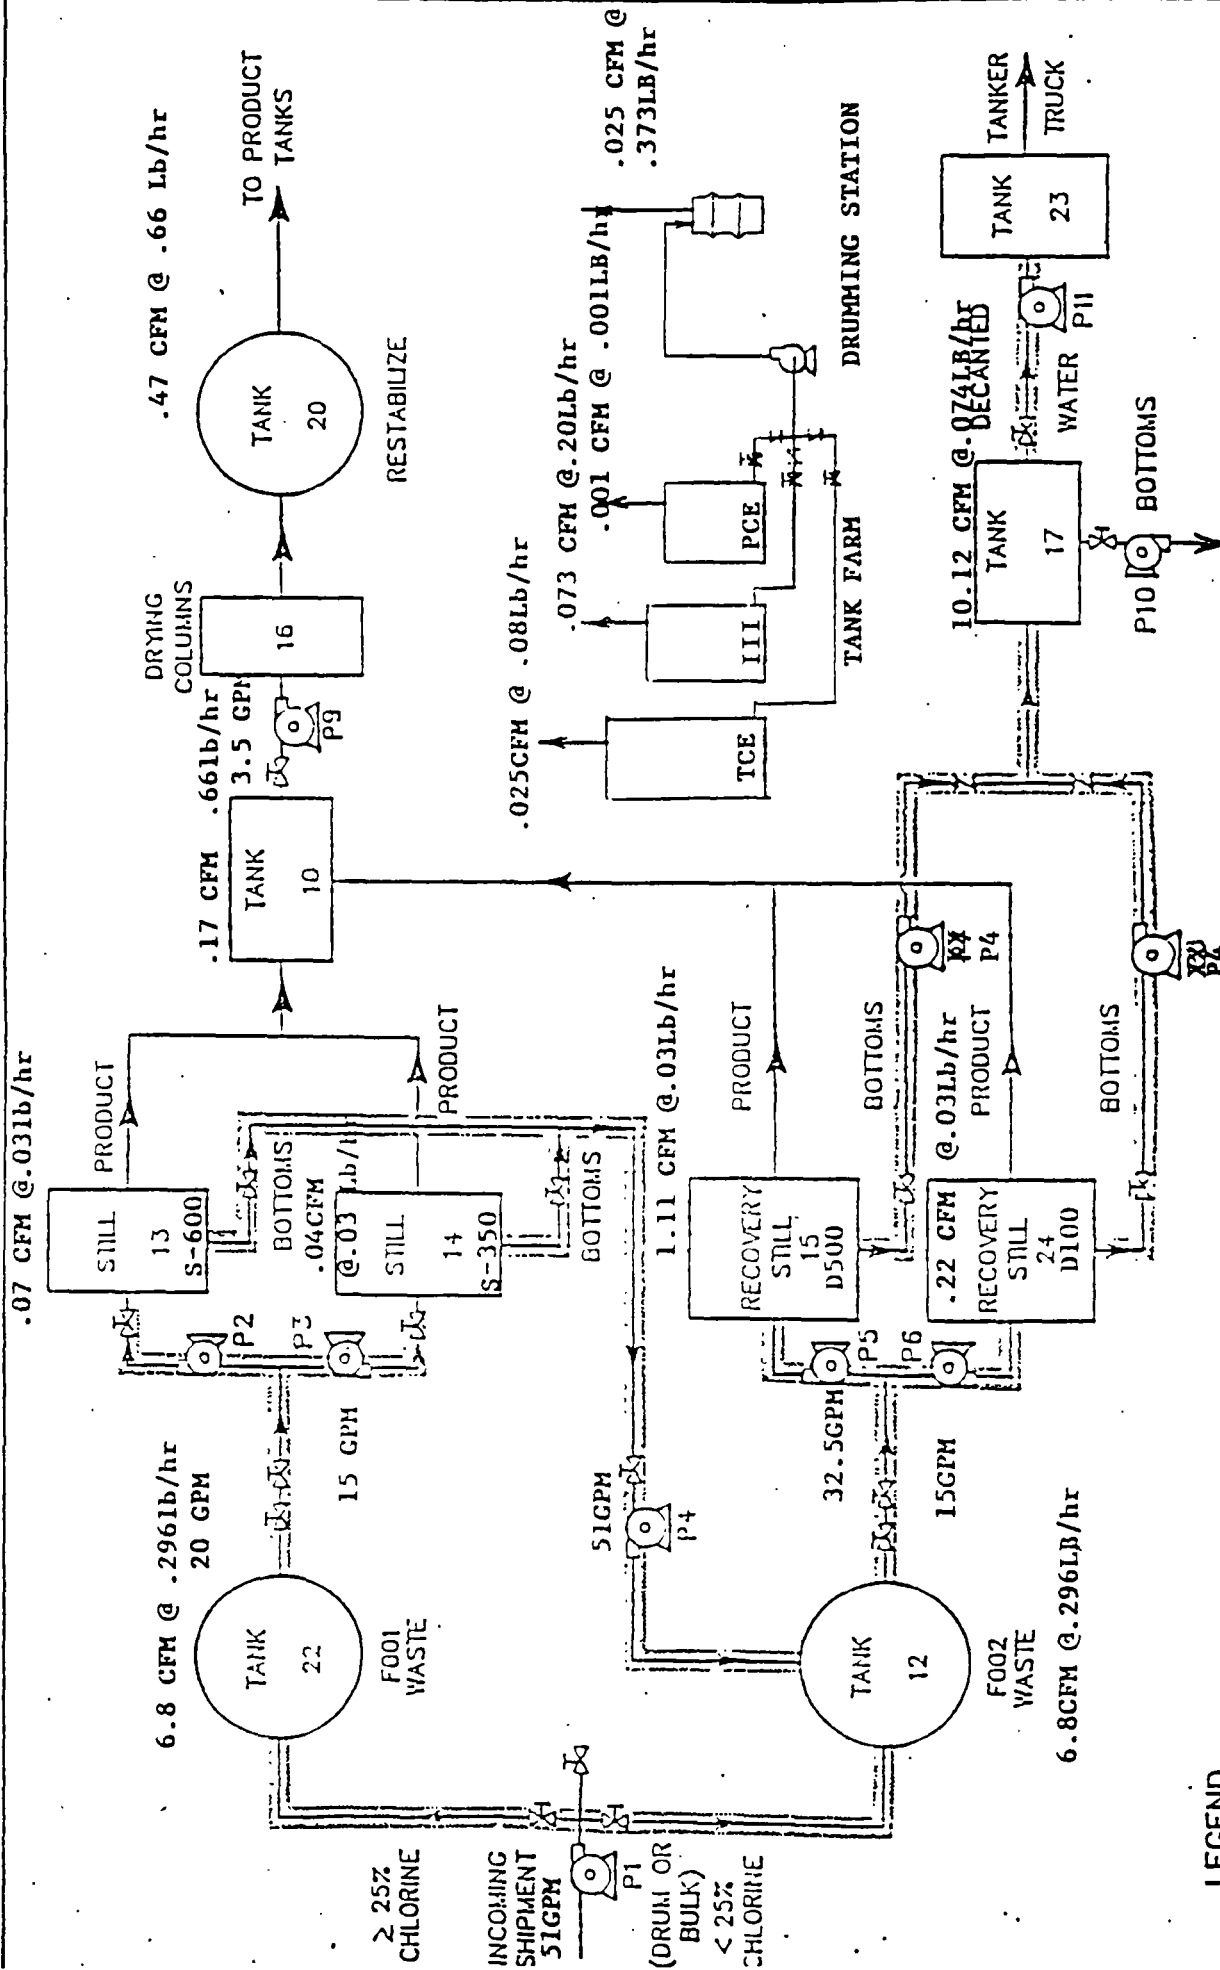 ≥ 25%
CHLORINE
INCOMING
SHIPMENT
51GPM
P1
(DRUM OR
BULK)
< 25%
CHLORINE
6.8 CFM @ .296lb/hr
20 GPM
TANK
22
F001
WASTE
15 GPM
P2
P3
.07 CFM @.03lb/hr
STILL
13
S-600
PRODUCT
BOTTOMS
.04CFM
@.03 Lb/
STILL
14
S-350
PRODUCT
BOTTOMS
51GPM
P4
TANK
12
F002
WASTE
6.8CFM @.296LB/hr
32.5GPM
P5
P6
15GPM
1.11 CFM @.03Lb/hr
RECOVERY
STILL
15
D500
PRODUCT
BOTTOMS
P4
.22 CFM @.03Lb/hr
RECOVERY
STILL
24
D100
PRODUCT
BOTTOMS
.17 CFM .66lb/hr
3.5 GPM
TANK
10
P9
DRYING
COLUMNS
16
.47 CFM @ .66 Lb/hr
TANK
20
RESTABILIZE
TO PRODUCT
TANKS
.025CFM @ .08Lb/hr
TCE
.073 CFM @.20Lb/hr
III
.001 CFM @ .001LB/hr
PCE
TANK FARM
.025 CFM @
.373LB/hr
DRUMMING STATION
10.12 CFM @.074LB/hr
TANK
17
P10
BOTTOMS
DECANTED
WATER
P11
TANK
23
TANKER
TRUCK
LEGEND